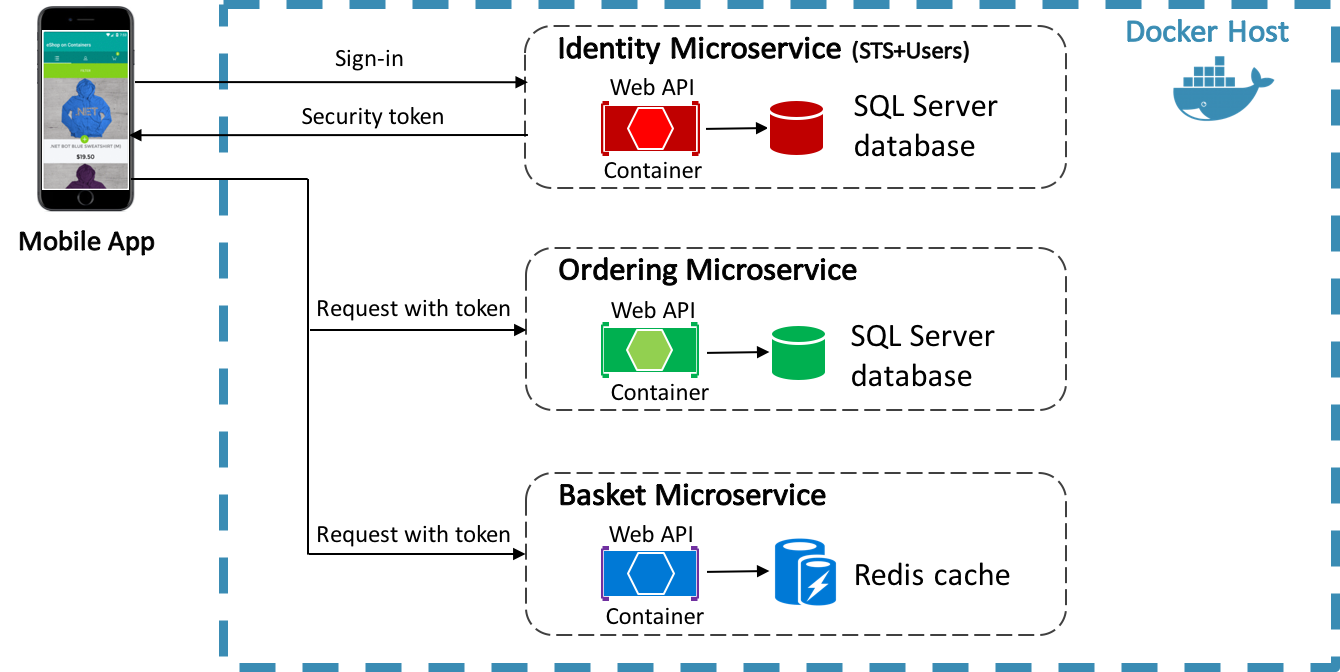 eShop on Containers
.NET
.NET BOT BLUE SWEATSHIRT (M)
$19.50
Mobile App
Sign-in
Security token
Request with token
Request with token
Docker Host
Identity Microservice (STS+Users)
Web API
Container
SQL Server
database
Ordering Microservice
Web API
Container
SQL Server
database
Basket Microservice
Web API
Container
Redis cache